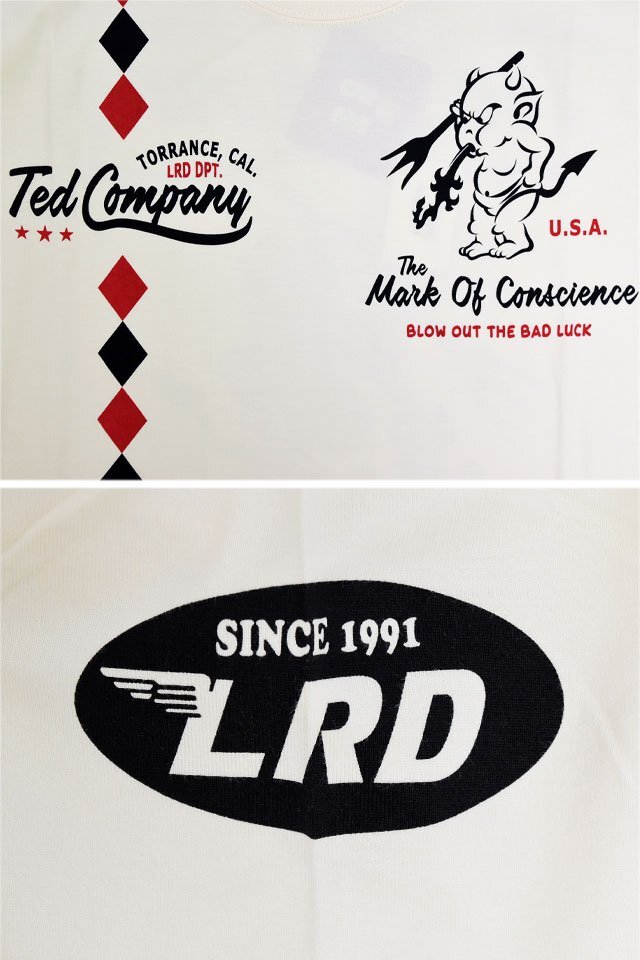 TORRANCE, CAL.
LRD DPT.
Ted Company
U.S.A.
The
Mark Of Conscience
BLOW OUT THE BAD LUCK
SINCE 1991
LRD